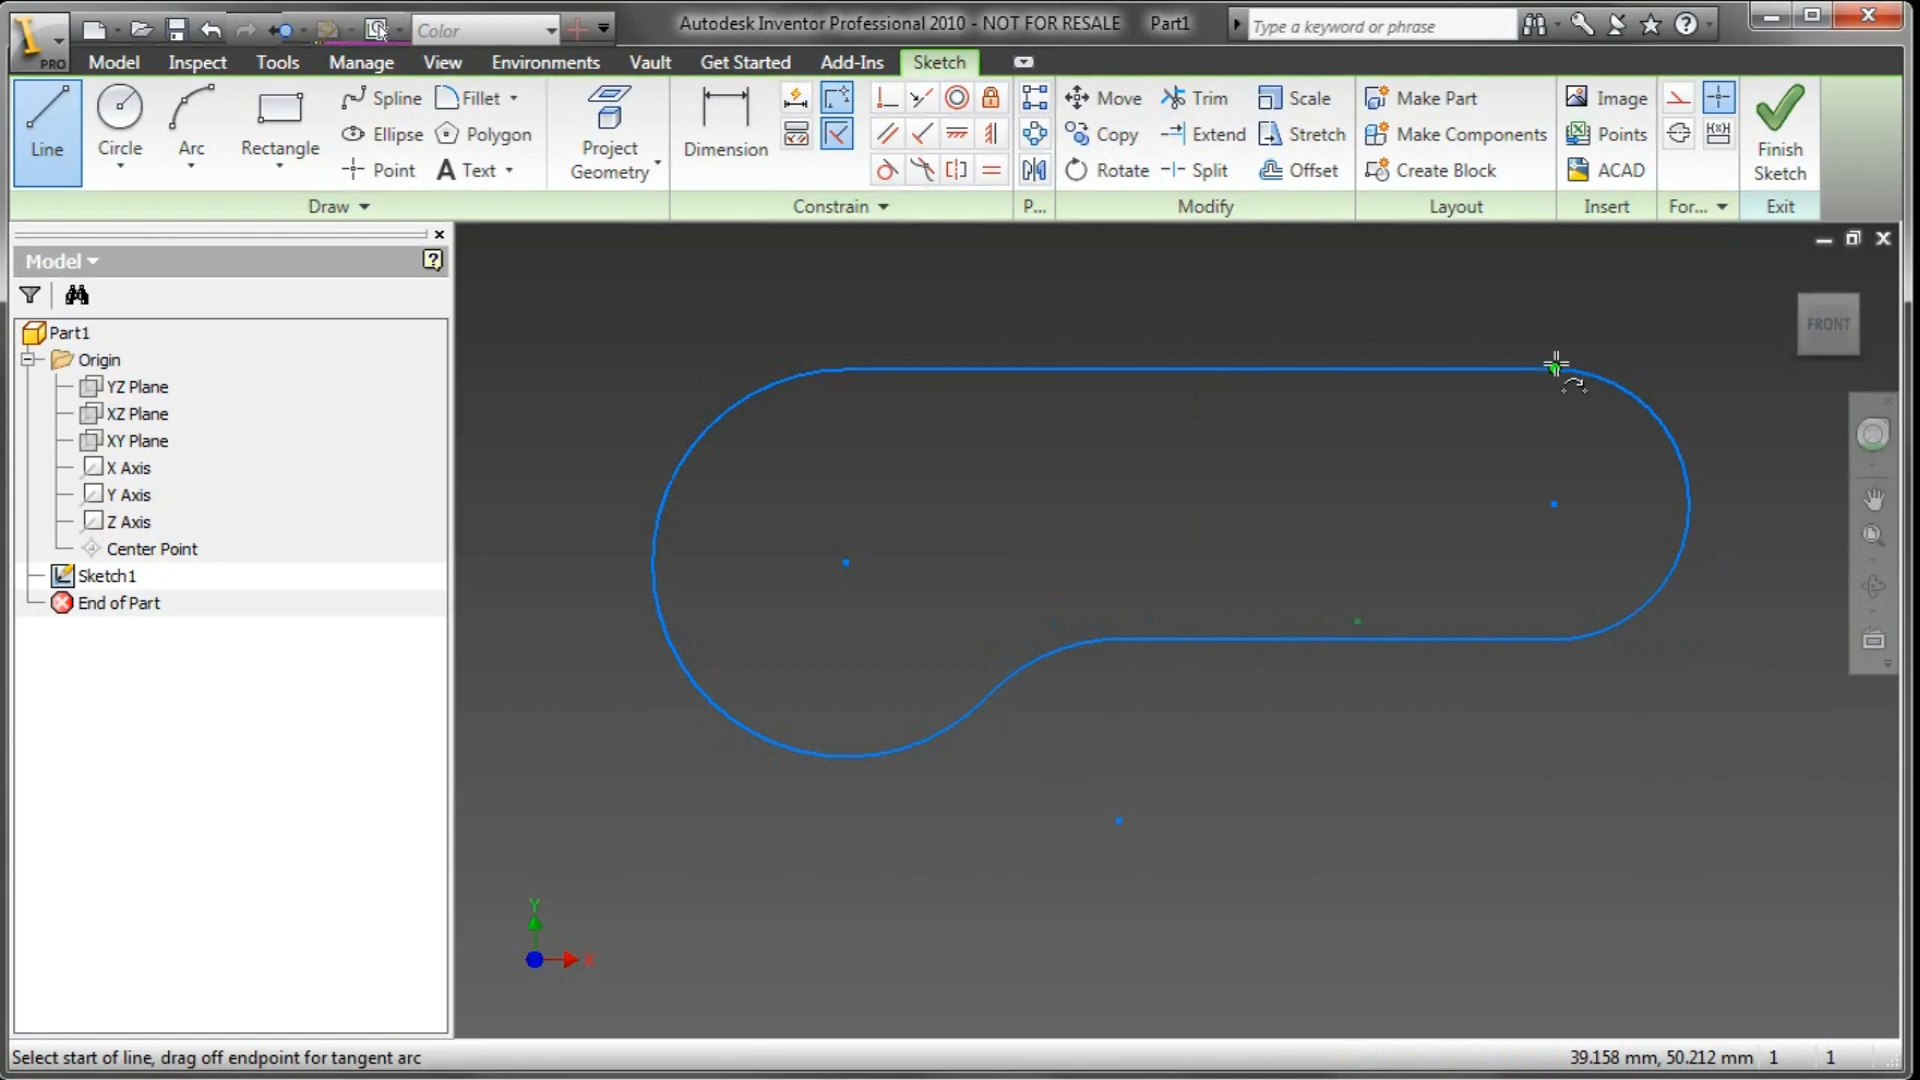 Color
Autodesk Inventor Professional 2010 - NOT FOR RESALE Part1
Type a keyword or phrase
PRO
Model Inspect Tools Manage View Environments Vault Get Started Add-Ins Sketch
Line
Circle
Arc
Rectangle
Spline
Ellipse
Point
Fillet
Polygon
Text
Project
Geometry
Dimension
Move
Copy
Rotate
Trim
Extend
Split
Scale
Stretch
Offset
Make Part
Make Components
Create Block
Image
Points
ACAD
Finish
Sketch
Draw
Constrain
P...
Modify
Layout
Insert
For...
Exit
Model
FRONT
Part1
Origin
YZ Plane
XZ Plane
XY Plane
X Axis
Y Axis
Z Axis
Center Point
Sketch1
End of Part
Y
X
Select start of line, drag off endpoint for tangent arc
39.158 mm, 50.212 mm 1 1